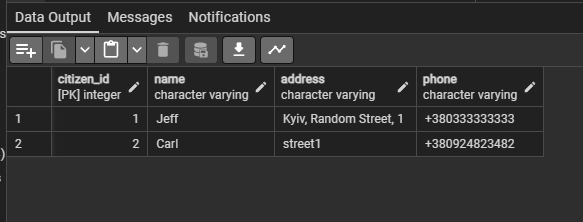 Data Output Messages Notifications
citizen_id name address phone
[PK] integer character varying character varying character varying
1 1 Jeff Kyiv, Random Street, 1 +380333333333
2 2 Carl street1 +380924823482